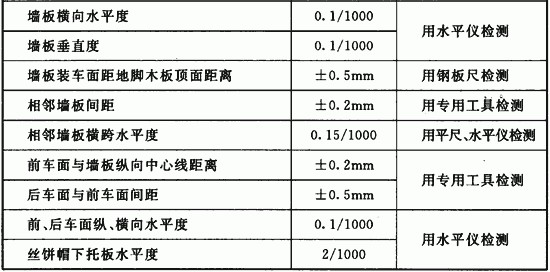 墙板横向水平度 0.1/1000 用水平仪检测
墙板垂直度 0.1/1000
墙板装车面距地脚木板顶面距离 ±0.5mm 用钢板尺检测
相邻墙板间距 ±0.2mm 用专用工具检测
相邻墙板横跨水平度 0.15/1000 用平尺、水平仪检测
前车面与墙板纵向中心线距离 ±0.2mm 用专用工具检测
后车面与前车面间距 ±0.5mm
前、后车面纵、横向水平度 0.1/1000 用水平仪检测
丝饼帽下托板水平度 2/1000